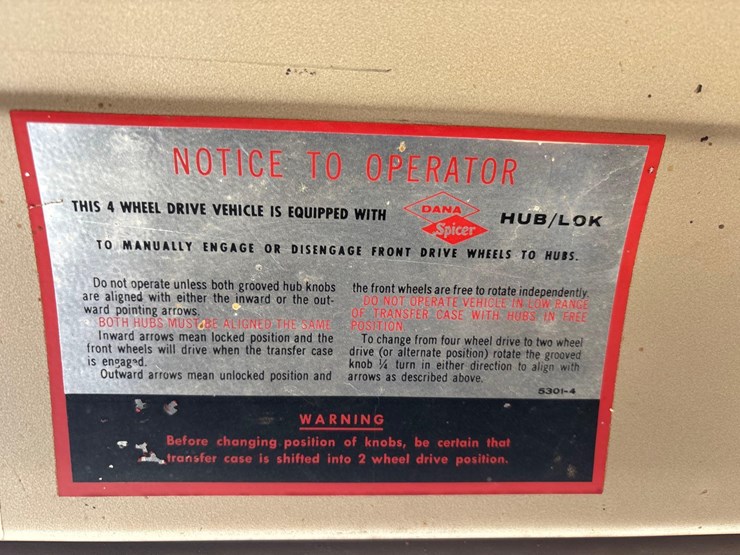 NOTICE TO OPERATOR
THIS 4 WHEEL DRIVE VEHICLE IS EQUIPPED WITH DANA Spicer HUB/LOK
TO MANUALLY ENGAGE OR DISENGAGE FRONT DRIVE WHEELS TO HUBS.
Do not operate unless both grooved hub knobs
are aligned with either the inward or the out-
ward pointing arrows.
BOTH HUBS MUST BE ALIGNED THE SAME
Inward arrows mean locked position and the
front wheels will drive when the transfer case
is engaged.
Outward arrows mean unlocked position and
the front wheels are free to rotate independently.
DO NOT OPERATE VEHICLE IN LOW RANGE
OF TRANSFER CASE WITH HUBS IN FREE
POSITION
To change from four wheel drive to two wheel
drive (or alternate position) rotate the grooved
knob ¼ turn in either direction to align with
arrows as described above.
5301-4
WARNING
Before changing position of knobs, be certain that
transfer case is shifted into 2 wheel drive position.